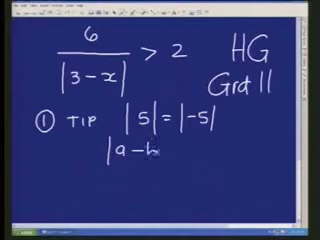 6 / |3 - x| > 2 HG
Grd 11
① TIP |5| = |-5|
|a - b